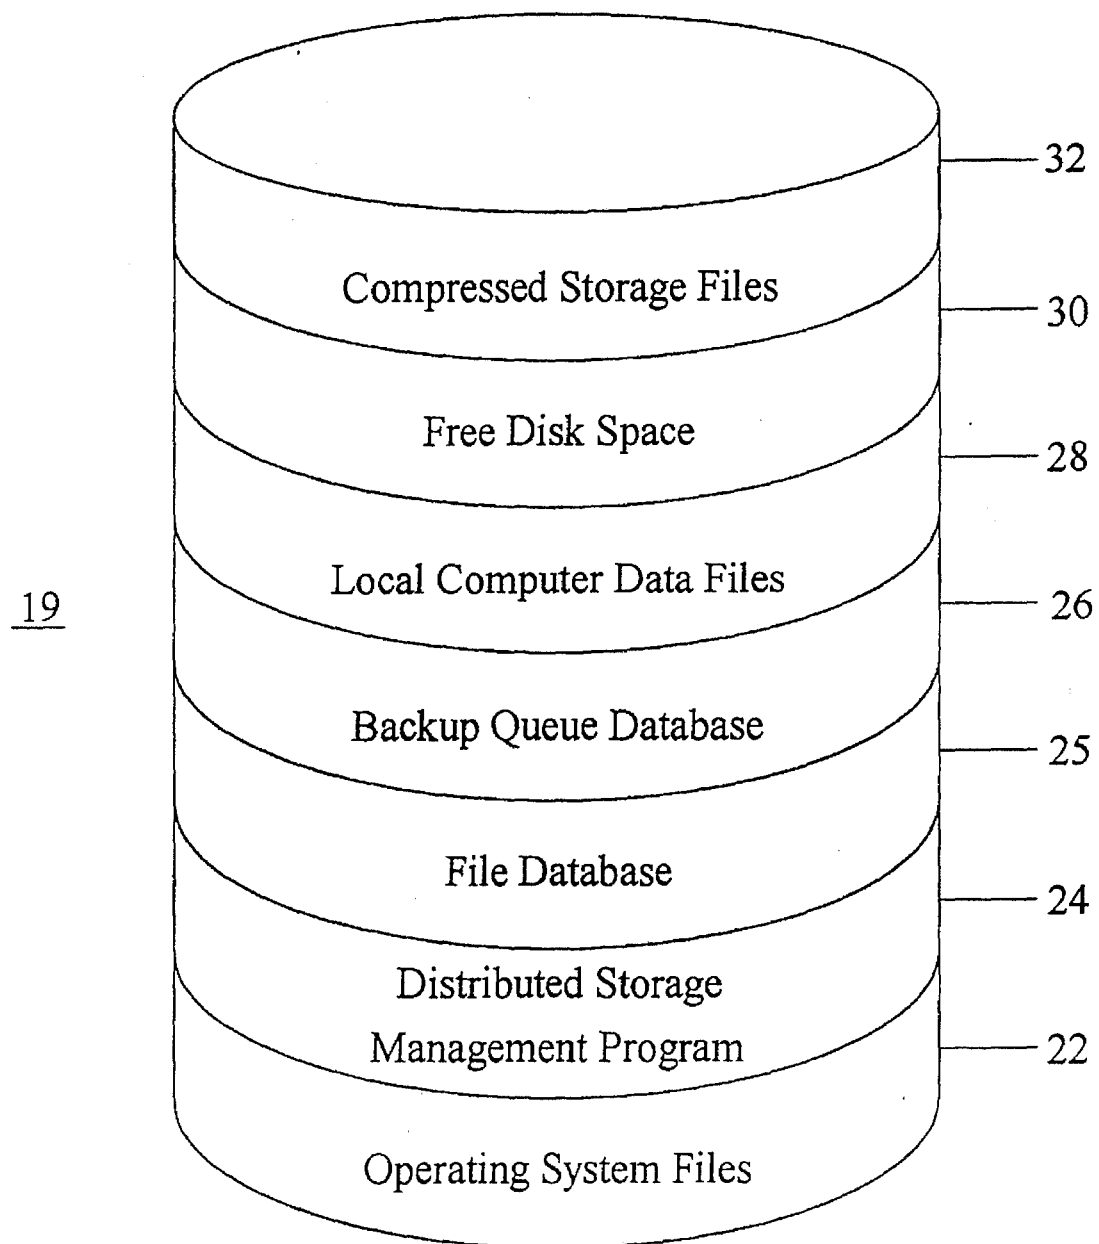 32
Compressed Storage Files
30
Free Disk Space
28
Local Computer Data Files
19
26
Backup Queue Database
25
File Database
24
Distributed Storage
Management Program
22
Operating System Files